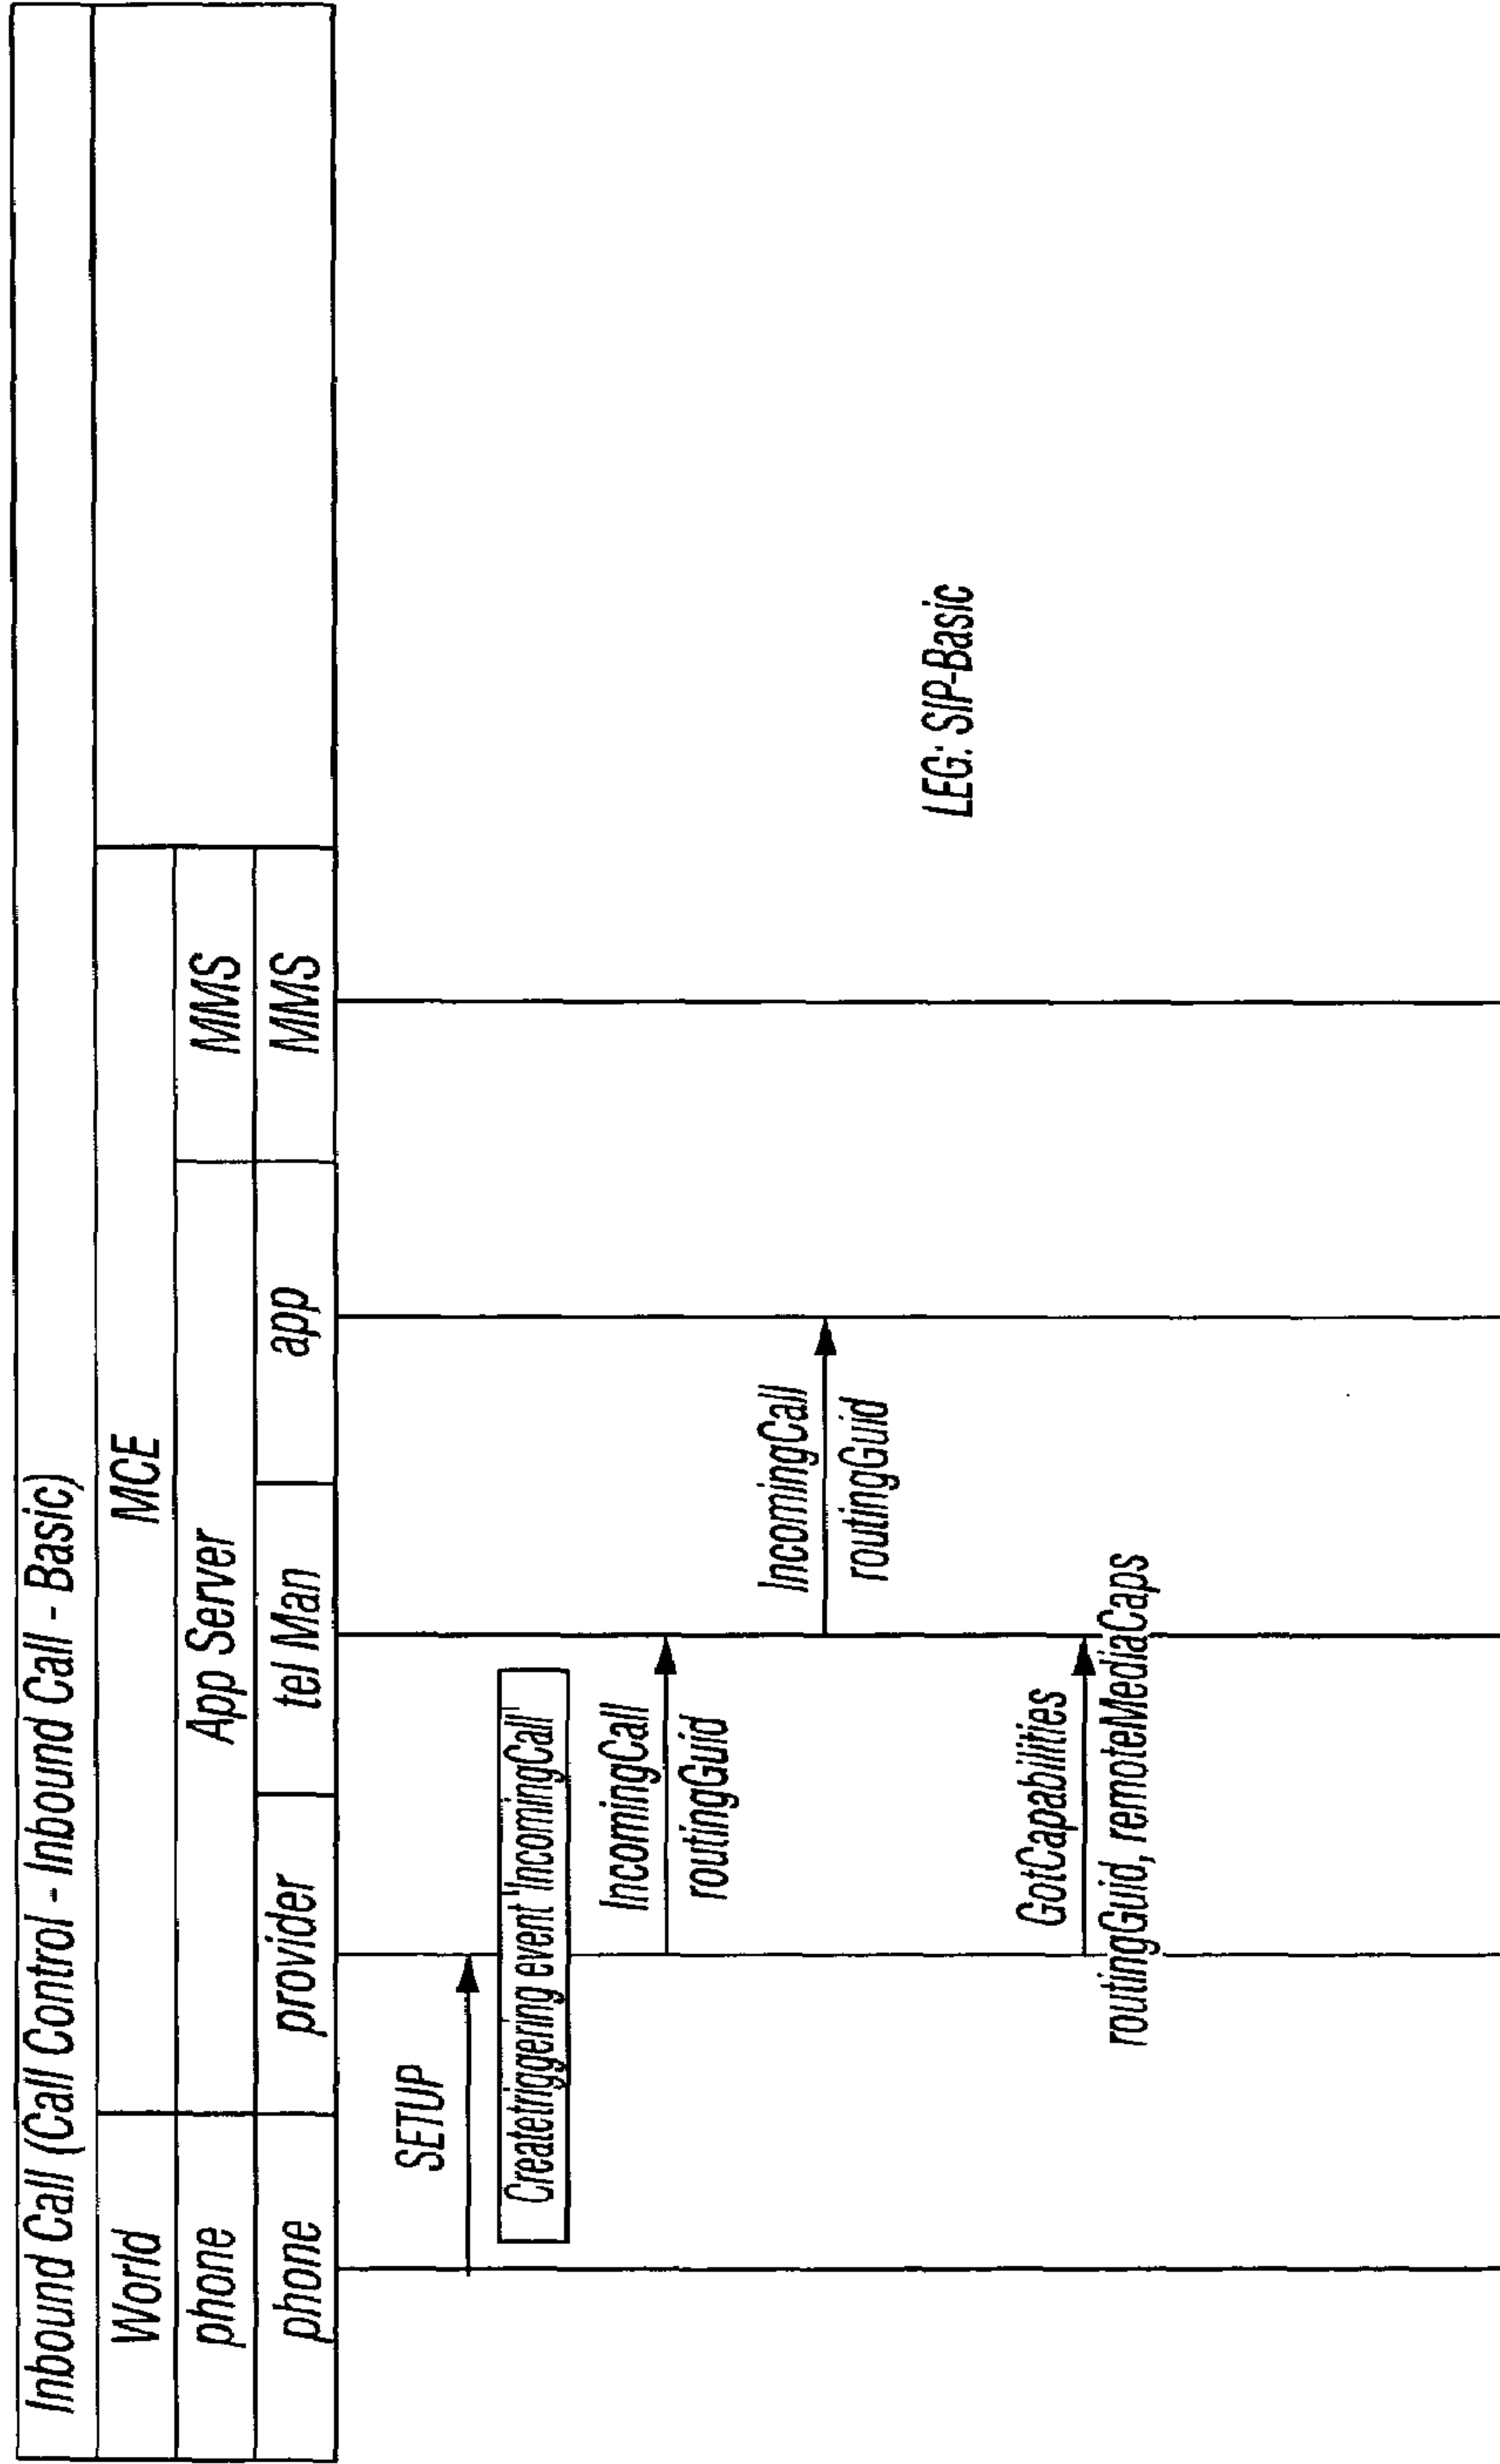 Inbound Call (Call Control - Inbound Call - Basic)
World
MCE
phone
App Server
MMS
phone
provider
tel Man
app
MMS
SETUP
Createtriggering event 'IncomingCall'
IncomingCall
routingGuid
IncomingCall
routingGuid
LEG: SIP-Basic
GotCapabilities
routingGuid, remoteMediaCaps